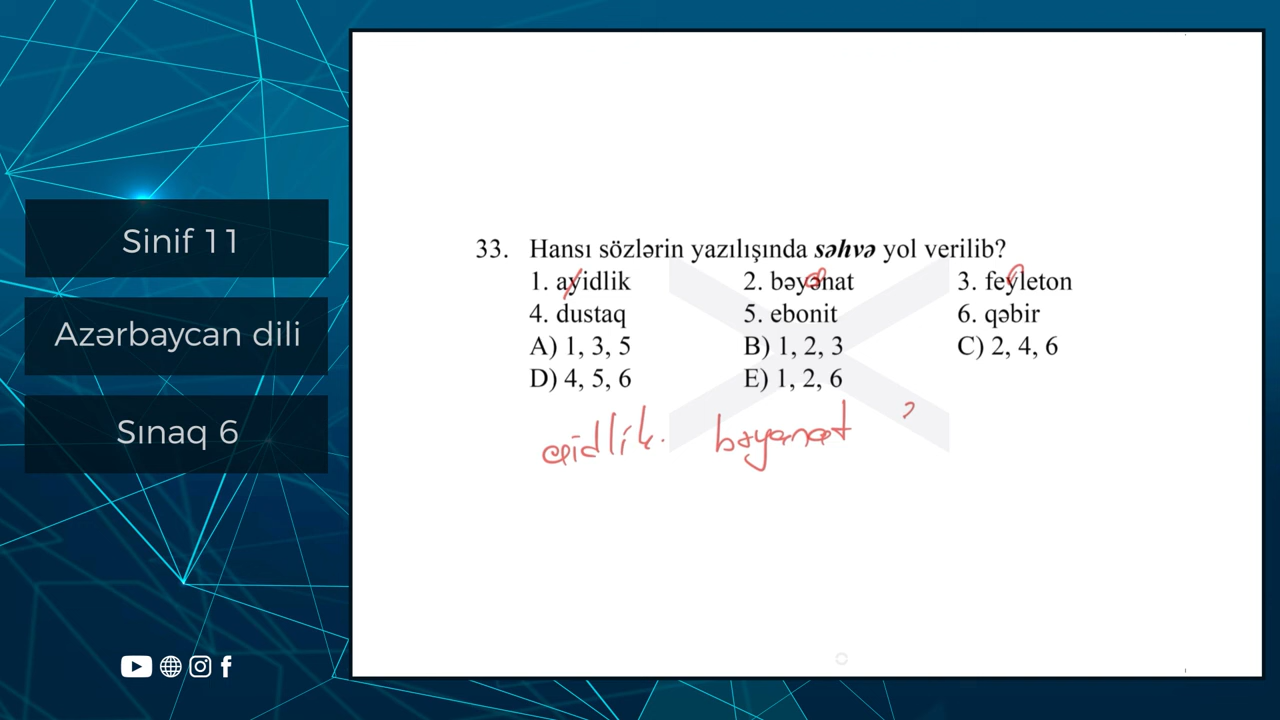 Sinif 11
Azərbaycan dili
Sınaq 6
33. Hansı sözlərin yazılışında səhvə yol verilib?
1. ayidlik 2. bəyənat 3. feyleton
4. dustaq 5. ebonit 6. qəbir
A) 1, 3, 5 B) 1, 2, 3 C) 2, 4, 6
D) 4, 5, 6 E) 1, 2, 6
aidlik. bəyanat